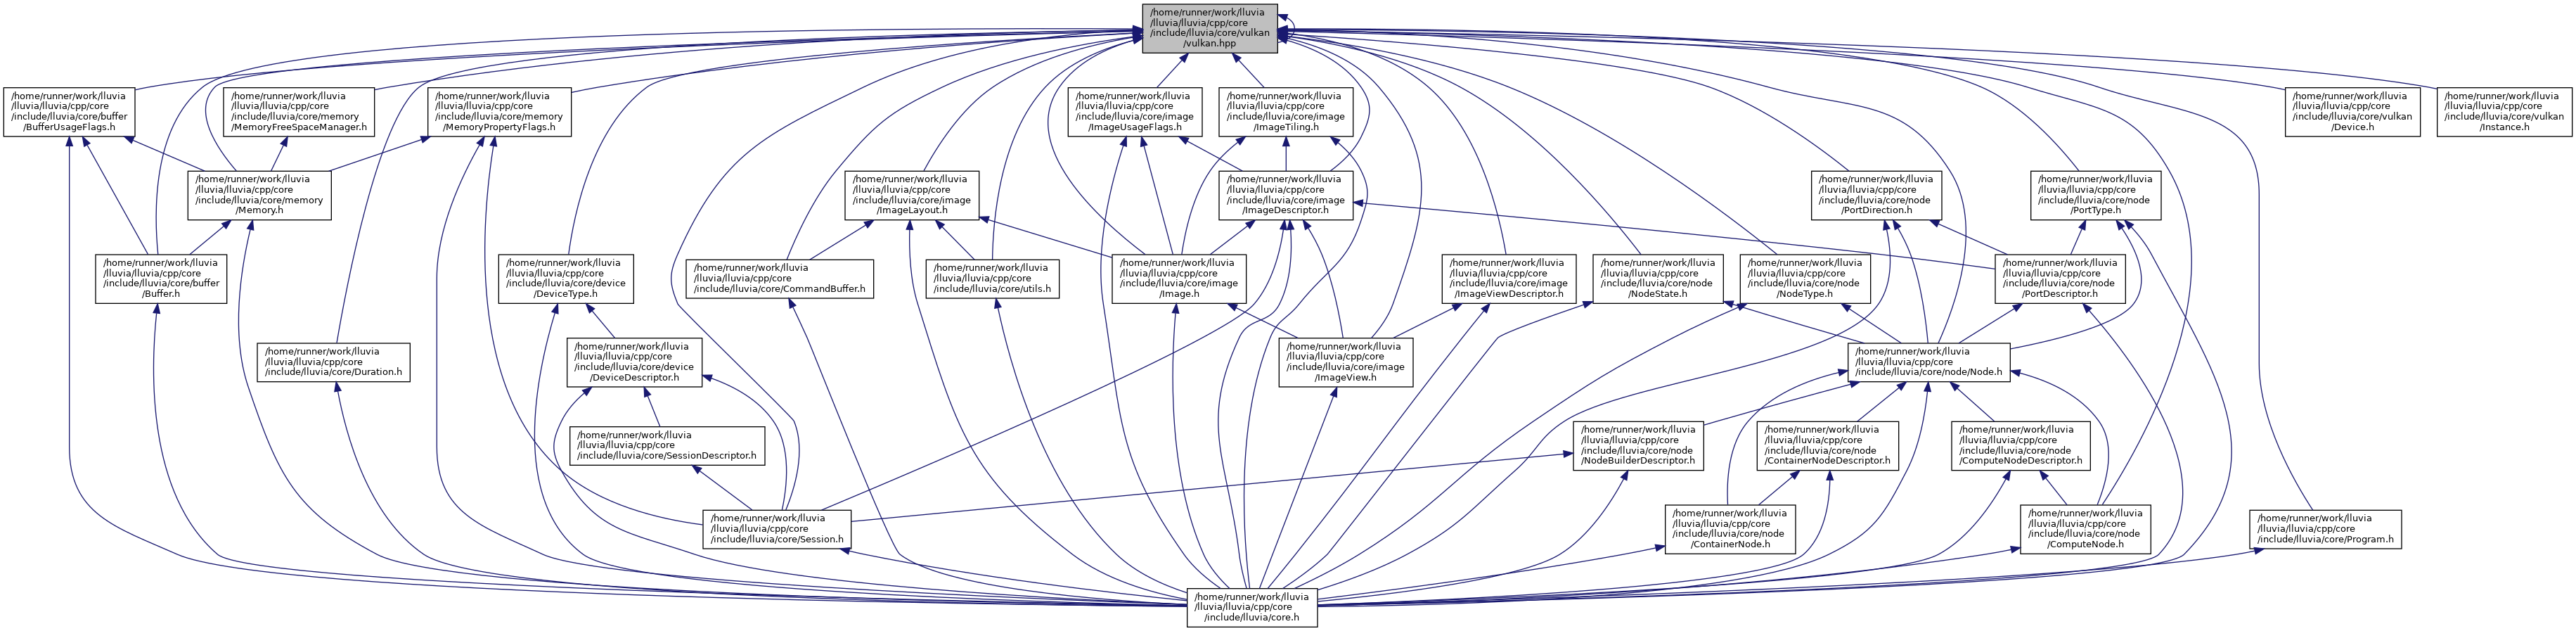 /home/runner/work/lluvia
/lluvia/lluvia/cpp/core
/include/lluvia/core/vulkan
/vulkan.hpp
/home/runner/work/lluvia
/lluvia/lluvia/cpp/core
/include/lluvia/core/buffer
/BufferUsageFlags.h
/home/runner/work/lluvia
/lluvia/lluvia/cpp/core
/include/lluvia/core/memory
/MemoryFreeSpaceManager.h
/home/runner/work/lluvia
/lluvia/lluvia/cpp/core
/include/lluvia/core/memory
/MemoryPropertyFlags.h
/home/runner/work/lluvia
/lluvia/lluvia/cpp/core
/include/lluvia/core/image
/ImageUsageFlags.h
/home/runner/work/lluvia
/lluvia/lluvia/cpp/core
/include/lluvia/core/image
/ImageTiling.h
/home/runner/work/lluvia
/lluvia/lluvia/cpp/core
/include/lluvia/core/vulkan
/Device.h
/home/runner/work/lluvia
/lluvia/lluvia/cpp/core
/include/lluvia/core/vulkan
/Instance.h
/home/runner/work/lluvia
/lluvia/lluvia/cpp/core
/include/lluvia/core/memory
/Memory.h
/home/runner/work/lluvia
/lluvia/lluvia/cpp/core
/include/lluvia/core/image
/ImageLayout.h
/home/runner/work/lluvia
/lluvia/lluvia/cpp/core
/include/lluvia/core/image
/ImageDescriptor.h
/home/runner/work/lluvia
/lluvia/lluvia/cpp/core
/include/lluvia/core/node
/PortDirection.h
/home/runner/work/lluvia
/lluvia/lluvia/cpp/core
/include/lluvia/core/node
/PortType.h
/home/runner/work/lluvia
/lluvia/lluvia/cpp/core
/include/lluvia/core/buffer
/Buffer.h
/home/runner/work/lluvia
/lluvia/lluvia/cpp/core
/include/lluvia/core/device
/DeviceType.h
/home/runner/work/lluvia
/lluvia/lluvia/cpp/core
/include/lluvia/core/CommandBuffer.h
/home/runner/work/lluvia
/lluvia/lluvia/cpp/core
/include/lluvia/core/utils.h
/home/runner/work/lluvia
/lluvia/lluvia/cpp/core
/include/lluvia/core/image
/Image.h
/home/runner/work/lluvia
/lluvia/lluvia/cpp/core
/include/lluvia/core/image
/ImageViewDescriptor.h
/home/runner/work/lluvia
/lluvia/lluvia/cpp/core
/include/lluvia/core/node
/NodeState.h
/home/runner/work/lluvia
/lluvia/lluvia/cpp/core
/include/lluvia/core/node
/NodeType.h
/home/runner/work/lluvia
/lluvia/lluvia/cpp/core
/include/lluvia/core/node
/PortDescriptor.h
/home/runner/work/lluvia
/lluvia/lluvia/cpp/core
/include/lluvia/core/Duration.h
/home/runner/work/lluvia
/lluvia/lluvia/cpp/core
/include/lluvia/core/device
/DeviceDescriptor.h
/home/runner/work/lluvia
/lluvia/lluvia/cpp/core
/include/lluvia/core/image
/ImageView.h
/home/runner/work/lluvia
/lluvia/lluvia/cpp/core
/include/lluvia/core/node/Node.h
/home/runner/work/lluvia
/lluvia/lluvia/cpp/core
/include/lluvia/core/SessionDescriptor.h
/home/runner/work/lluvia
/lluvia/lluvia/cpp/core
/include/lluvia/core/node
/NodeBuilderDescriptor.h
/home/runner/work/lluvia
/lluvia/lluvia/cpp/core
/include/lluvia/core/node
/ContainerNodeDescriptor.h
/home/runner/work/lluvia
/lluvia/lluvia/cpp/core
/include/lluvia/core/node
/ComputeNodeDescriptor.h
/home/runner/work/lluvia
/lluvia/lluvia/cpp/core
/include/lluvia/core/Session.h
/home/runner/work/lluvia
/lluvia/lluvia/cpp/core
/include/lluvia/core/node
/ContainerNode.h
/home/runner/work/lluvia
/lluvia/lluvia/cpp/core
/include/lluvia/core/node
/ComputeNode.h
/home/runner/work/lluvia
/lluvia/lluvia/cpp/core
/include/lluvia/core/Program.h
/home/runner/work/lluvia
/lluvia/lluvia/cpp/core
/include/lluvia/core.h